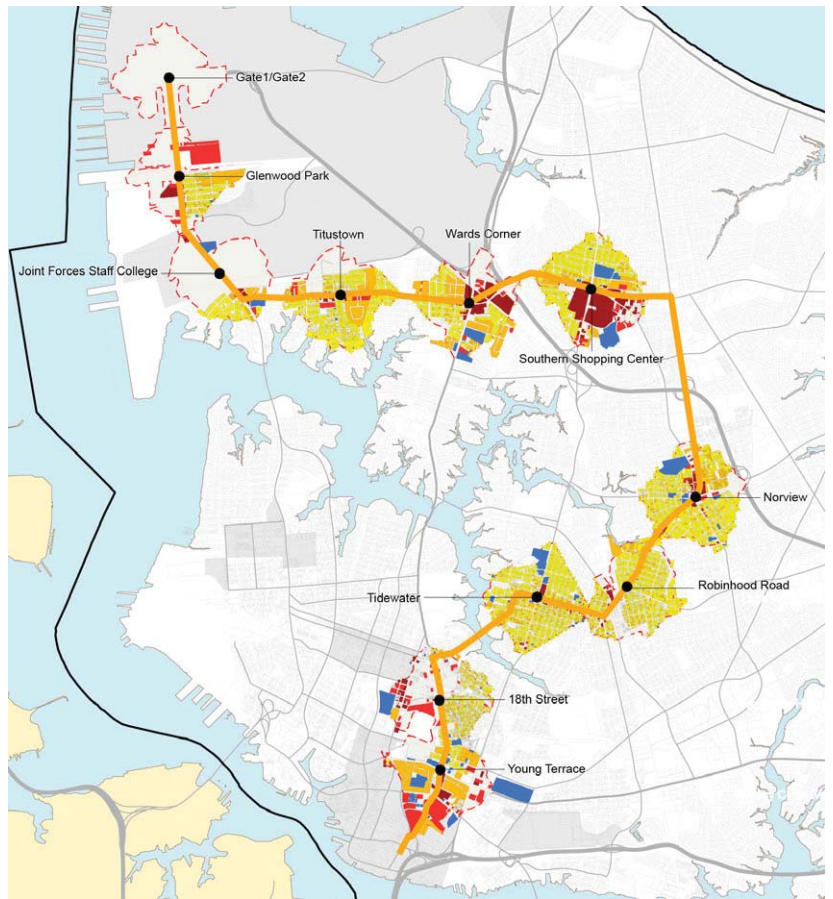 Gate1/Gate2
Glenwood Park
Titustown
Wards Corner
Joint Forces Staff College
Southern Shopping Center
Norview
Robinhood Road
Tidewater
18th Street
Young Terrace